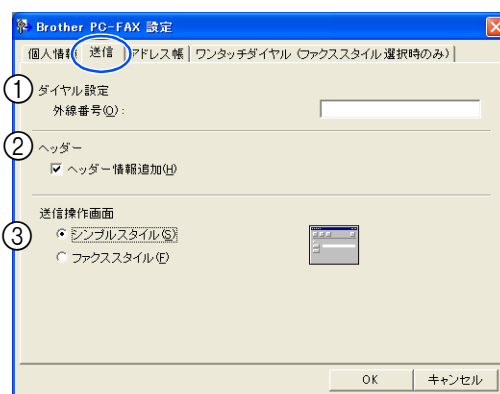 Brother PC-FAX 設定
個人情報 送信 アドレス帳 ワンタッチダイヤル (ファクススタイル選択時のみ)
① ダイヤル設定
外線番号(O):
② ヘッダー
ヘッダー情報追加(H)
送信操作画面
③ シンプルスタイル(S)
ファクススタイル(F)
OK キャンセル